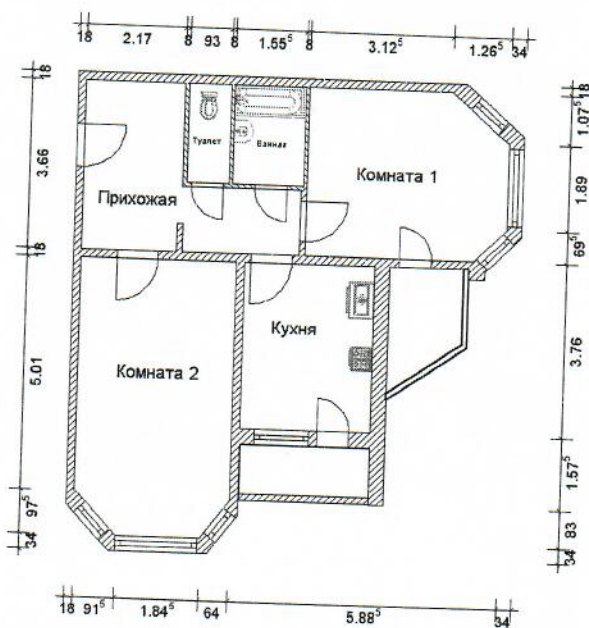 18 2.17 8 93 8 1.55⁵ 8 3.12⁵ 1.26⁵ 34
18
3.66
18
5.01
97⁵
34
Туалет
Ванная
Комната 1
Прихожая
Кухня
Комната 2
18
1.07⁵
1.89
69⁵
3.76
1.57⁵
83
34
18 91⁵ 1.84⁵ 64 5.88⁵ 34